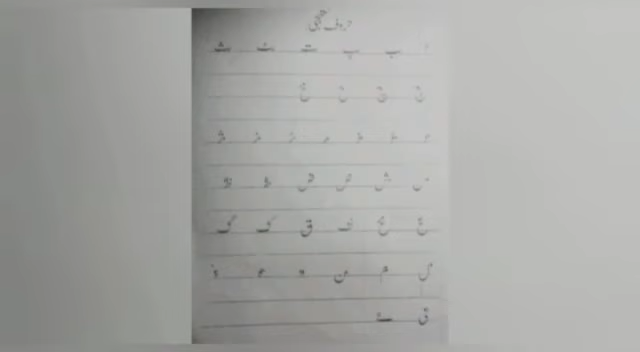 حروف تہجی
ا ب پ ت ٹ ث
ج چ ح خ
د ڈ ذ ر ڑ ز ژ
س ش ص ض ط ظ
ع غ ف ق ک گ
ل م ن و ہ ء
ی ے